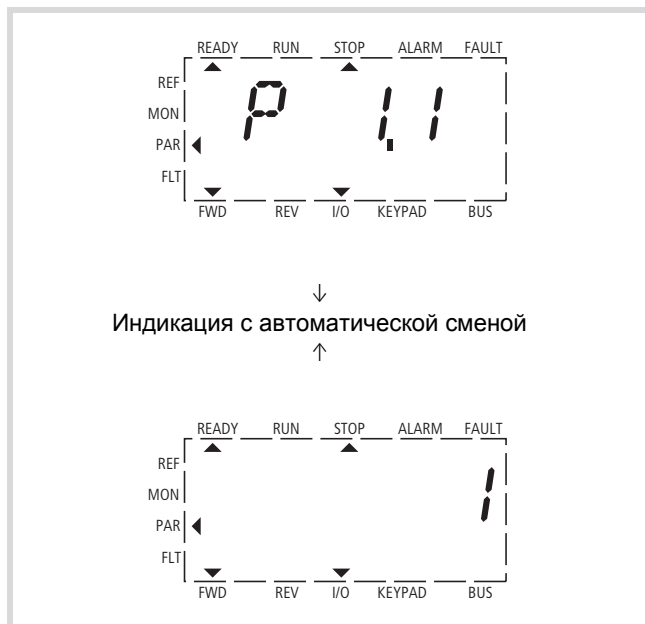 READY RUN STOP ALARM FAULT
REF
P 1.1
MON
PAR
FLT
FWD REV I/O KEYPAD BUS
↓
Индикация с автоматической сменой
↑
READY RUN STOP ALARM FAULT
REF
1
MON
PAR
FLT
FWD REV I/O KEYPAD BUS